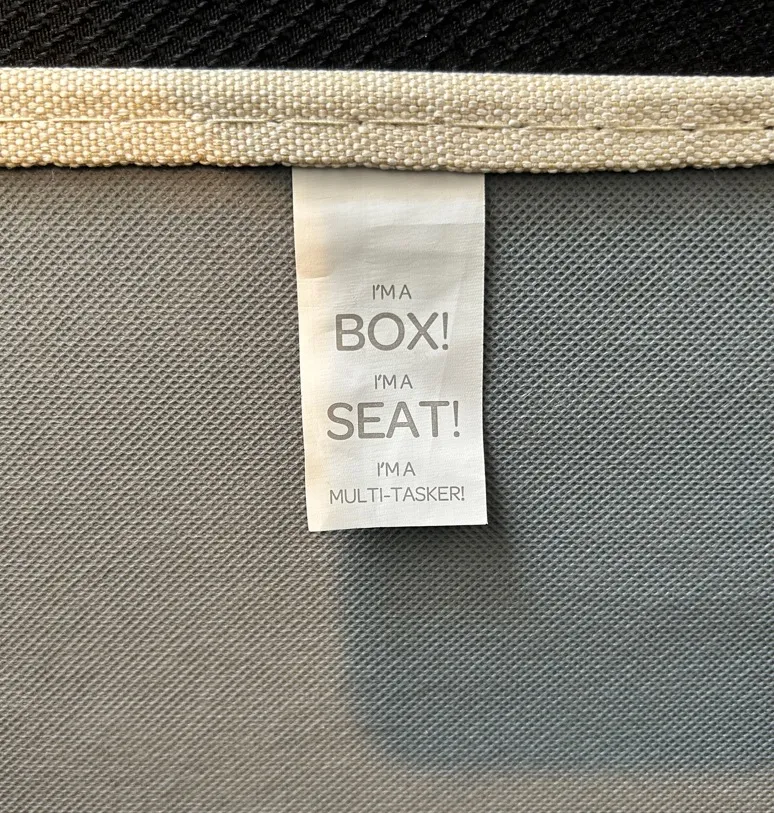 I'M A
BOX!
I'M A
SEAT!
I'M A
MULTI-TASKER!